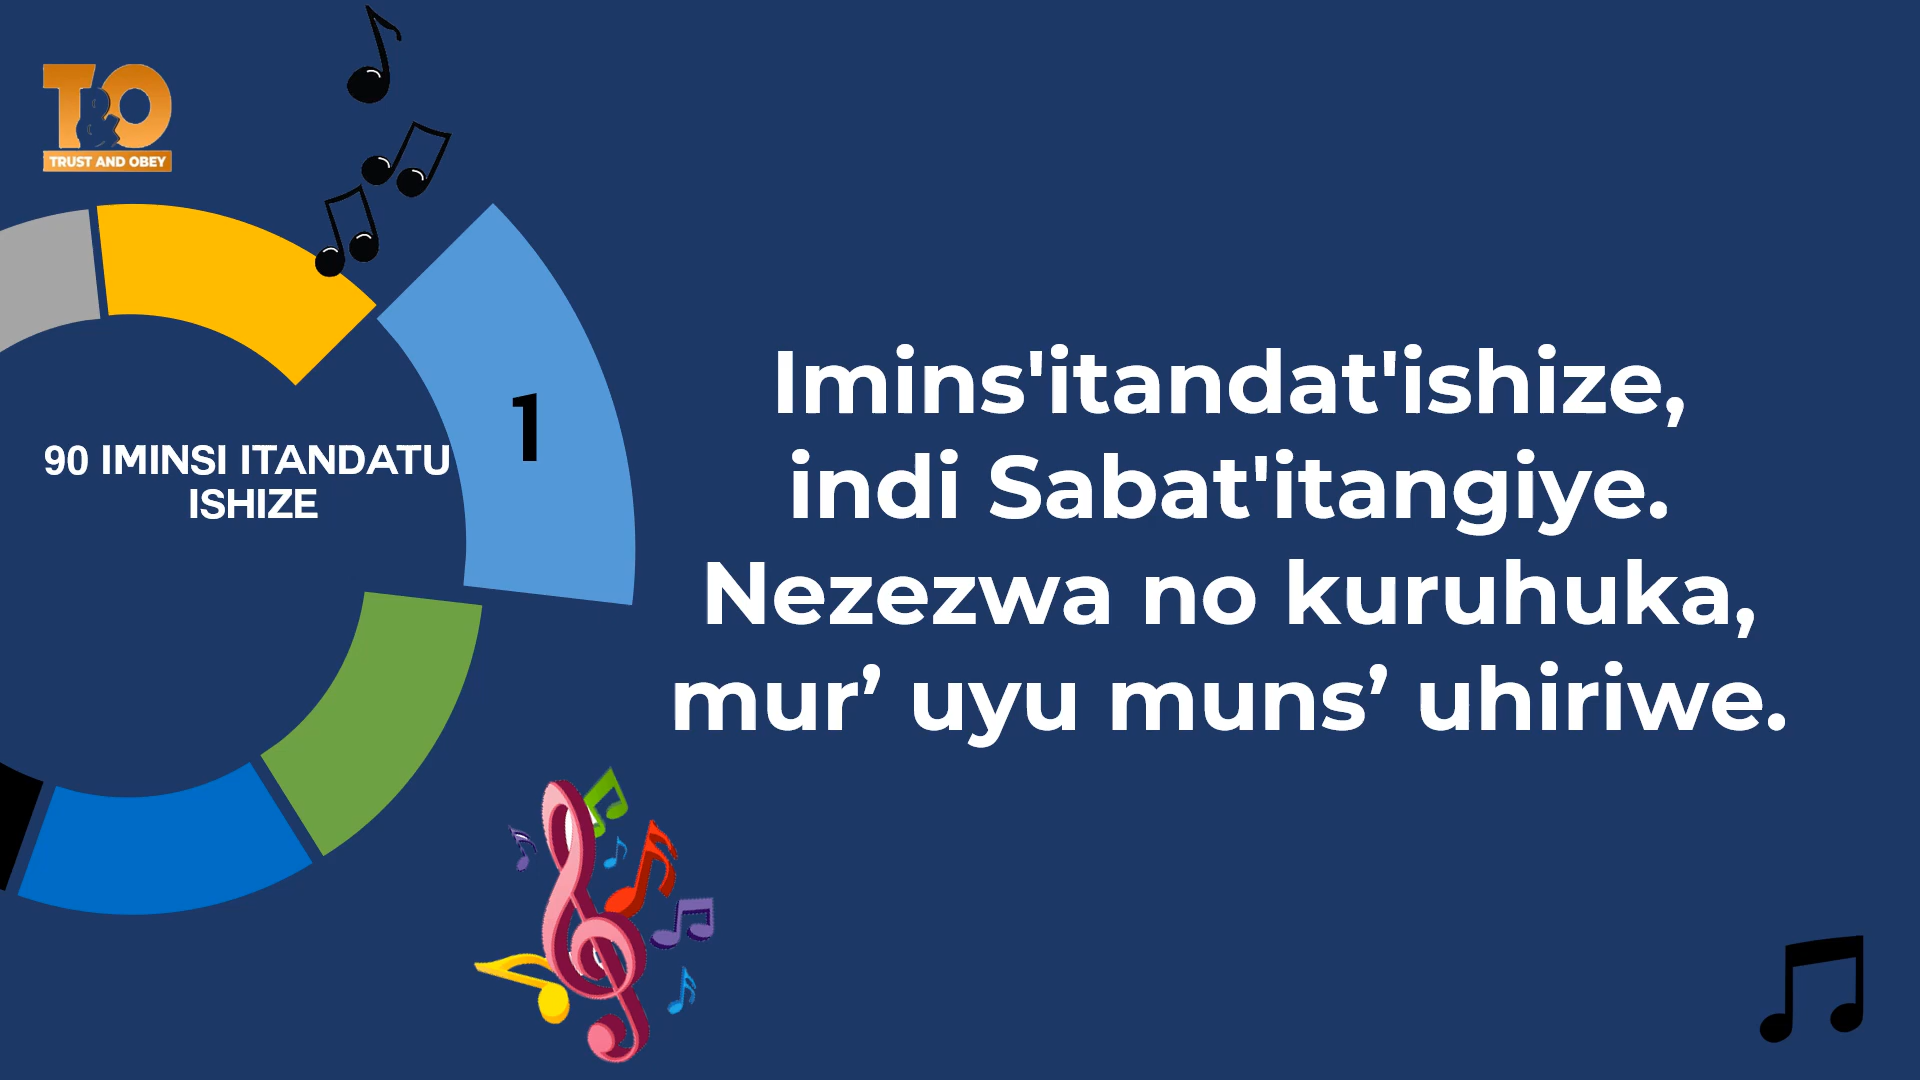 T&O
TRUST AND OBEY
90 IMINSI ITANDATU
ISHIZE
1
Imins'itandat'ishize,
indi Sabat'itangiye.
Nezezwa no kuruhuka,
mur’ uyu muns’ uhiriwe.